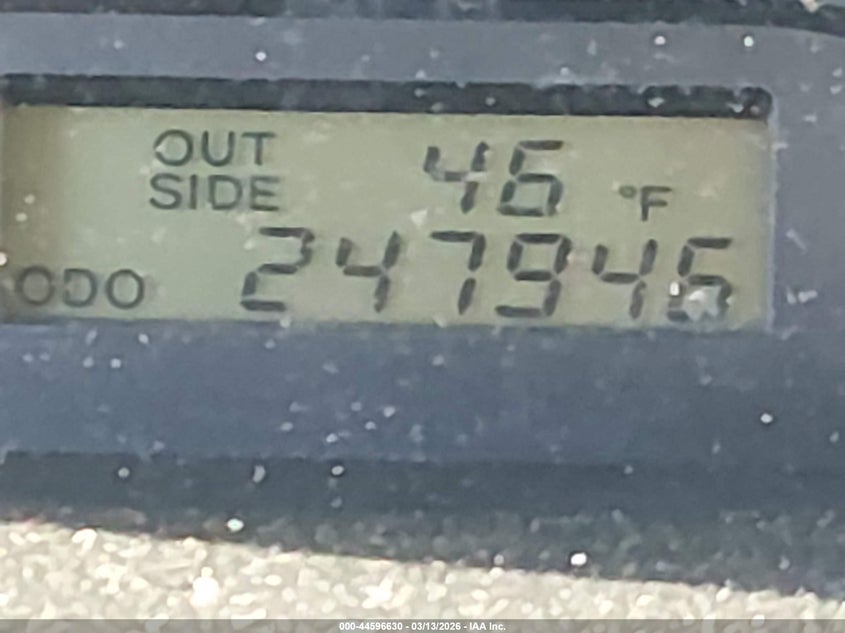 OUT SIDE 46 °F
ODO 247946
000-44596630 - 03/13/2026 - IAA Inc.